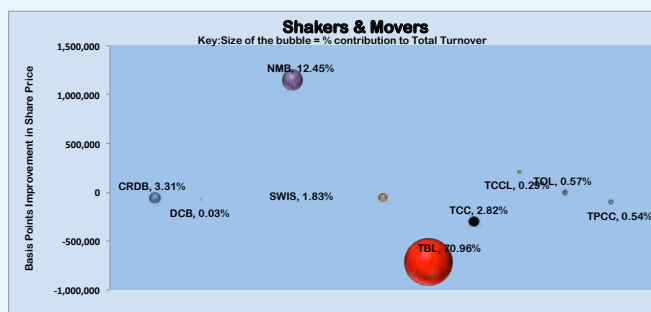 Shakers & Movers
Key:Size of the bubble = % contribution to Total Turnover
Basis Points Improvement in Share Price
1,500,000
1,000,000
500,000
0
-500,000
-1,000,000
NMB, 12.45%
CRDB, 3.31%
DCB, 0.03%
SWIS, 1.83%
TCCL, 0.29%
TOL, 0.57%
TCC, 2.82%
TPCC, 0.54%
TBL, 70.96%